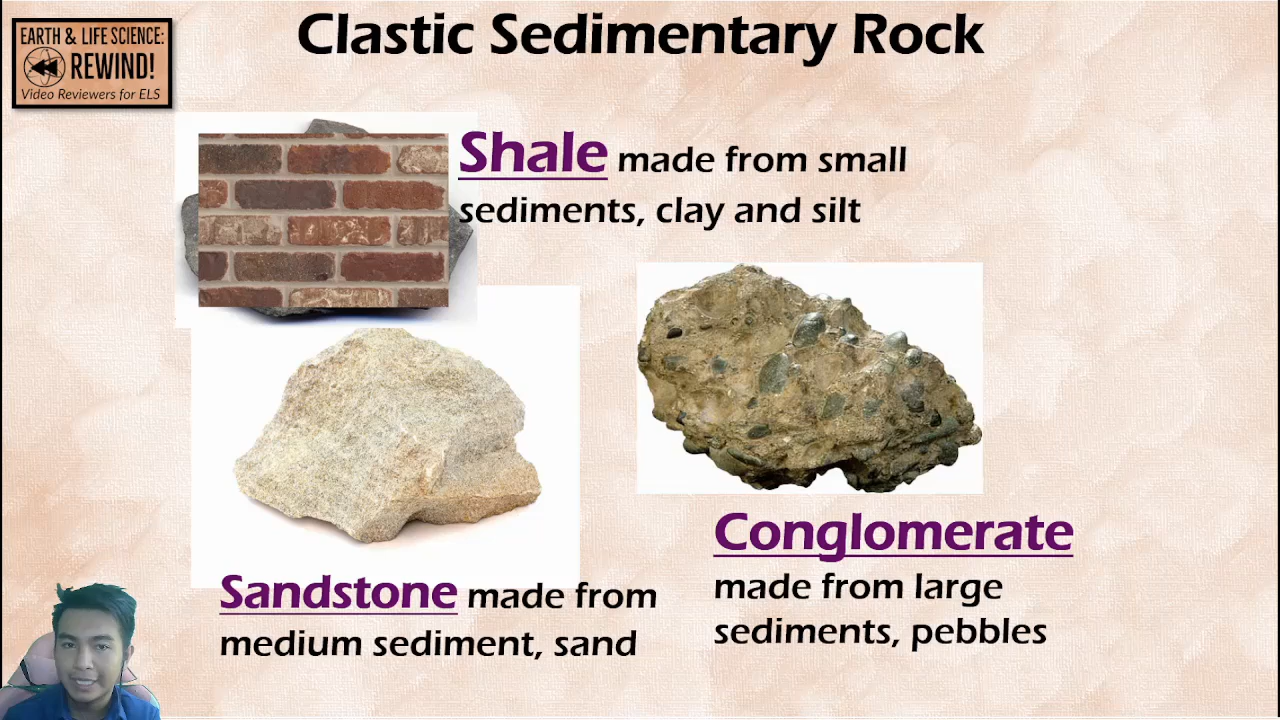 EARTH & LIFE SCIENCE:
REWIND!
Video Reviewers for ELS
Clastic Sedimentary Rock
Shale made from small
sediments, clay and silt
Sandstone made from
medium sediment, sand
Conglomerate
made from large
sediments, pebbles